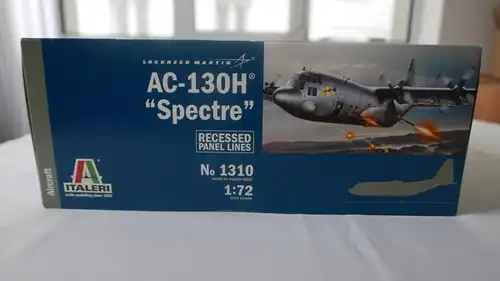 LOCKHEED MARTIN
AC-130H®
"Spectre"
RECESSED
PANEL LINES
No 1310
1:72
Aircraft
ITALERI